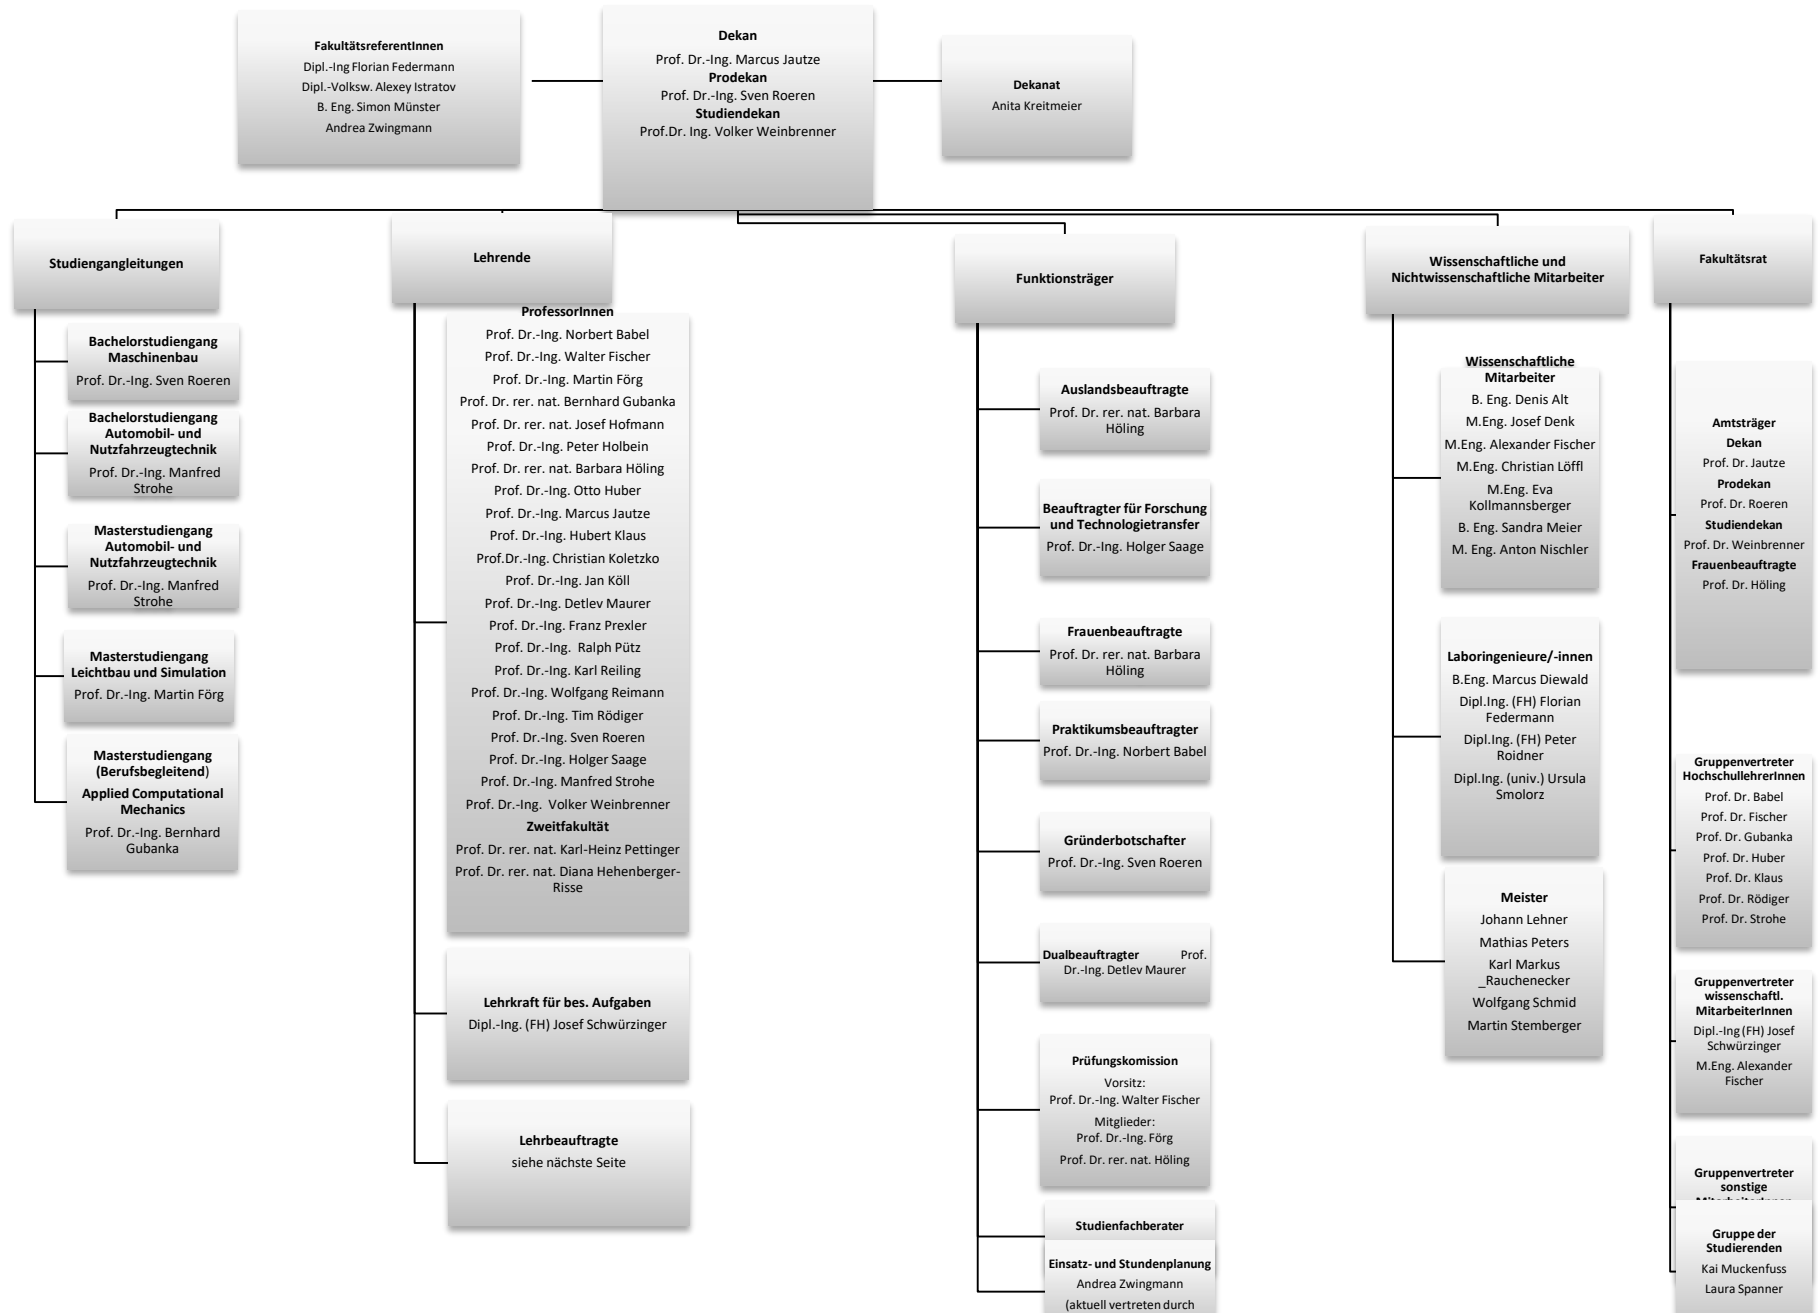 FakultätsreferentInnen
Dipl.-Ing Florian Federmann
Dipl.-Volksw. Alexey Istratov
B. Eng. Simon Münster
Andrea Zwingmann
Dekan
Prof. Dr.-Ing. Marcus Jautze
Prodekan
Prof. Dr.-Ing. Sven Roeren
Studiendekan
Prof.Dr. Ing. Volker Weinbrenner
Dekanat
Anita Kreitmeier
Studiengangleitungen
Bachelorstudiengang
Maschinenbau
Prof. Dr.-Ing. Sven Roeren
Bachelorstudiengang
Automobil- und
Nutzfahrzeugtechnik
Prof. Dr.-Ing. Manfred
Strohe
Masterstudiengang
Automobil- und
Nutzfahrzeugtechnik
Prof. Dr.-Ing. Manfred
Strohe
Masterstudiengang
Leichtbau und Simulation
Prof. Dr.-Ing. Martin Förg
Masterstudiengang
(Berufsbegleitend)
Applied Computational
Mechanics
Prof. Dr.-Ing. Bernhard
Gubanka
Lehrende
ProfessorInnen
Prof. Dr.-Ing. Norbert Babel
Prof. Dr.-Ing. Walter Fischer
Prof. Dr.-Ing. Martin Förg
Prof. Dr. rer. nat. Bernhard Gubanka
Prof. Dr. rer. nat. Josef Hofmann
Prof. Dr.-Ing. Peter Holbein
Prof. Dr. rer. nat. Barbara Höling
Prof. Dr.-Ing. Otto Huber
Prof. Dr.-Ing. Marcus Jautze
Prof. Dr.-Ing. Hubert Klaus
Prof.Dr.-Ing. Christian Koletzko
Prof. Dr.-Ing. Jan Köll
Prof. Dr.-Ing. Detlev Maurer
Prof. Dr.-Ing. Franz Prexler
Prof. Dr.-Ing. Ralph Pütz
Prof. Dr.-Ing. Karl Reiling
Prof. Dr.-Ing. Wolfgang Reimann
Prof. Dr.-Ing. Tim Rödiger
Prof. Dr.-Ing. Sven Roeren
Prof. Dr.-Ing. Holger Saage
Prof. Dr.-Ing. Manfred Strohe
Prof. Dr.-Ing. Volker Weinbrenner
Zweitfakultät
Prof. Dr. rer. nat. Karl-Heinz Pettinger
Prof. Dr. rer. nat. Diana Hehenberger-
Risse
Lehrkraft für bes. Aufgaben
Dipl.-Ing. (FH) Josef Schwürzinger
Lehrbeauftragte
siehe nächste Seite
Funktionsträger
Auslandsbeauftragte
Prof. Dr. rer. nat. Barbara
Höling
Beauftragter für Forschung
und Technologietransfer
Prof. Dr.-Ing. Holger Saage
Frauenbeauftragte
Prof. Dr. rer. nat. Barbara
Höling
Praktikumsbeauftragter
Prof. Dr.-Ing. Norbert Babel
Gründerbotschafter
Prof. Dr.-Ing. Sven Roeren
Dualbeauftragter Prof.
Dr.-Ing. Detlev Maurer
Prüfungskomission
Vorsitz:
Prof. Dr.-Ing. Walter Fischer
Mitglieder:
Prof. Dr.-Ing. Förg
Prof. Dr. rer. nat. Höling
Studienfachberater
Einsatz- und Stundenplanung
Andrea Zwingmann
(aktuell vertreten durch
Wissenschaftliche und
Nichtwissenschaftliche Mitarbeiter
Wissenschaftliche
Mitarbeiter
B. Eng. Denis Alt
M.Eng. Josef Denk
M.Eng. Alexander Fischer
M.Eng. Christian Löffl
M.Eng. Eva
Kollmannsberger
B. Eng. Sandra Meier
M. Eng. Anton Nischler
Laboringenieure/-innen
B.Eng. Marcus Diewald
Dipl.Ing. (FH) Florian
Federmann
Dipl.Ing. (FH) Peter
Roidner
Dipl.Ing. (univ.) Ursula
Smolorz
Meister
Johann Lehner
Mathias Peters
Karl Markus
_Rauchenecker
Wolfgang Schmid
Martin Stemberger
Fakultätsrat
Amtsträger
Dekan
Prof. Dr. Jautze
Prodekan
Prof. Dr. Roeren
Studiendekan
Prof. Dr. Weinbrenner
Frauenbeauftragte
Prof. Dr. Höling
Gruppenvertreter
HochschullehrerInnen
Prof. Dr. Babel
Prof. Dr. Fischer
Prof. Dr. Gubanka
Prof. Dr. Huber
Prof. Dr. Klaus
Prof. Dr. Rödiger
Prof. Dr. Strohe
Gruppenvertreter
wissenschaftl.
MitarbeiterInnen
Dipl.-Ing (FH) Josef
Schwürzinger
M.Eng. Alexander
Fischer
Gruppenvertreter
sonstige
MitarbeiterInnen
Gruppe der
Studierenden
Kai Muckenfuss
Laura Spanner